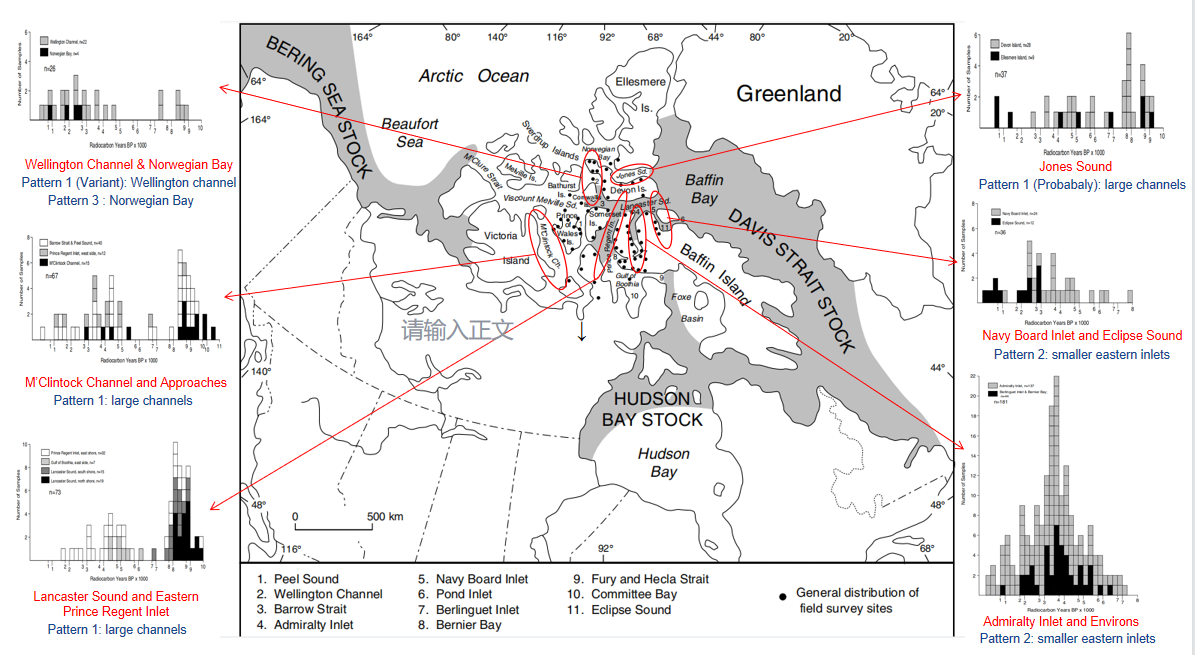 Number of Samples
Wellington Channel, n=22
Norwegian Bay, n=4
n=26
Radiocarbon Years BP x 1000
Wellington Channel & Norwegian Bay
Pattern 1 (Variant): Wellington channel
Pattern 3 : Norwegian Bay
Number of Samples
Barrow Strait & Peel Sound, n=40
Prince Regent Inlet, west side, n=12
M'Clintock Channel, n=15
n=67
Radiocarbon Years BP x 1000
M'Clintock Channel and Approaches
Pattern 1: large channels
Number of Samples
Prince Regent Inlet, east shore, n=32
Gulf of Boothia, east side, n=7
Lancaster Sound, south shore, n=15
Lancaster Sound, north shore, n=19
n=73
Radiocarbon Years BP x 1000
Lancaster Sound and Eastern
Prince Regent Inlet
Pattern 1: large channels
164° 80° 140° 116° 92° 68° 44° 80° 20°
64°
164°
140°
48°
116°
92°
68°
48°
44°
20°
64°
BERING SEA STOCK
Arctic Ocean
Beaufort
Sea
Ellesmere
Is.
Greenland
Sverdrup Islands
Norwegian
Bay
M'Clure Strait
Melville Is.
Bathurst
Is.
Jones Sd.
Devon Is.
Viscount Melville Sd.
Lancaster Sd.
Prince
of
Wales
Is.
Somerset
Is.
Victoria
Island
M'Clintock Ch.
Gulf of
Boothia
Baffin
Bay
DAVIS STRAIT STOCK
Baffin Island
Foxe
Basin
1
2
3
5
6
9
10
11
请输入正文
HUDSON
BAY STOCK
Hudson
Bay
0 500 km
1. Peel Sound
2. Wellington Channel
3. Barrow Strait
4. Admiralty Inlet
5. Navy Board Inlet
6. Pond Inlet
7. Berlinguet Inlet
8. Bernier Bay
9. Fury and Hecla Strait
10. Committee Bay
11. Eclipse Sound
General distribution of
field survey sites
Number of Samples
Devon Island, n=29
Ellesmere Island, n=8
n=37
Radiocarbon Years BP x 1000
Jones Sound
Pattern 1 (Probabaly): large channels
Number of Samples
Navy Board Inlet, n=24
Eclipse Sound, n=12
n=36
Radiocarbon Years BP x 1000
Navy Board Inlet and Eclipse Sound
Pattern 2: smaller eastern inlets
Number of Samples
Berlinguet Inlet & Bernier Bay,
n=181
Radiocarbon Years BP x 1000
Admiralty Inlet and Environs
Pattern 2: smaller eastern inlets